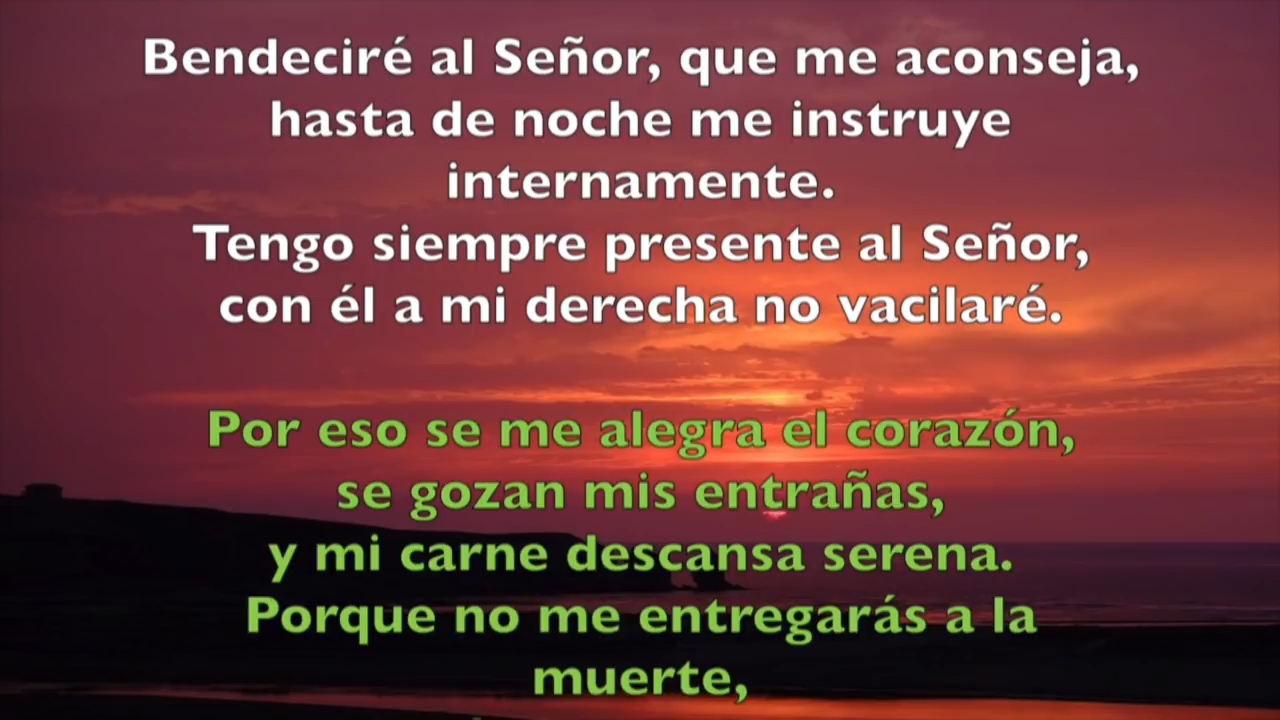 Bendeciré al Señor, que me aconseja,
hasta de noche me instruye
internamente.
Tengo siempre presente al Señor,
con él a mi derecha no vacilaré.
Por eso se me alegra el corazón,
se gozan mis entrañas,
y mi carne descansa serena.
Porque no me entregarás a la
muerte,